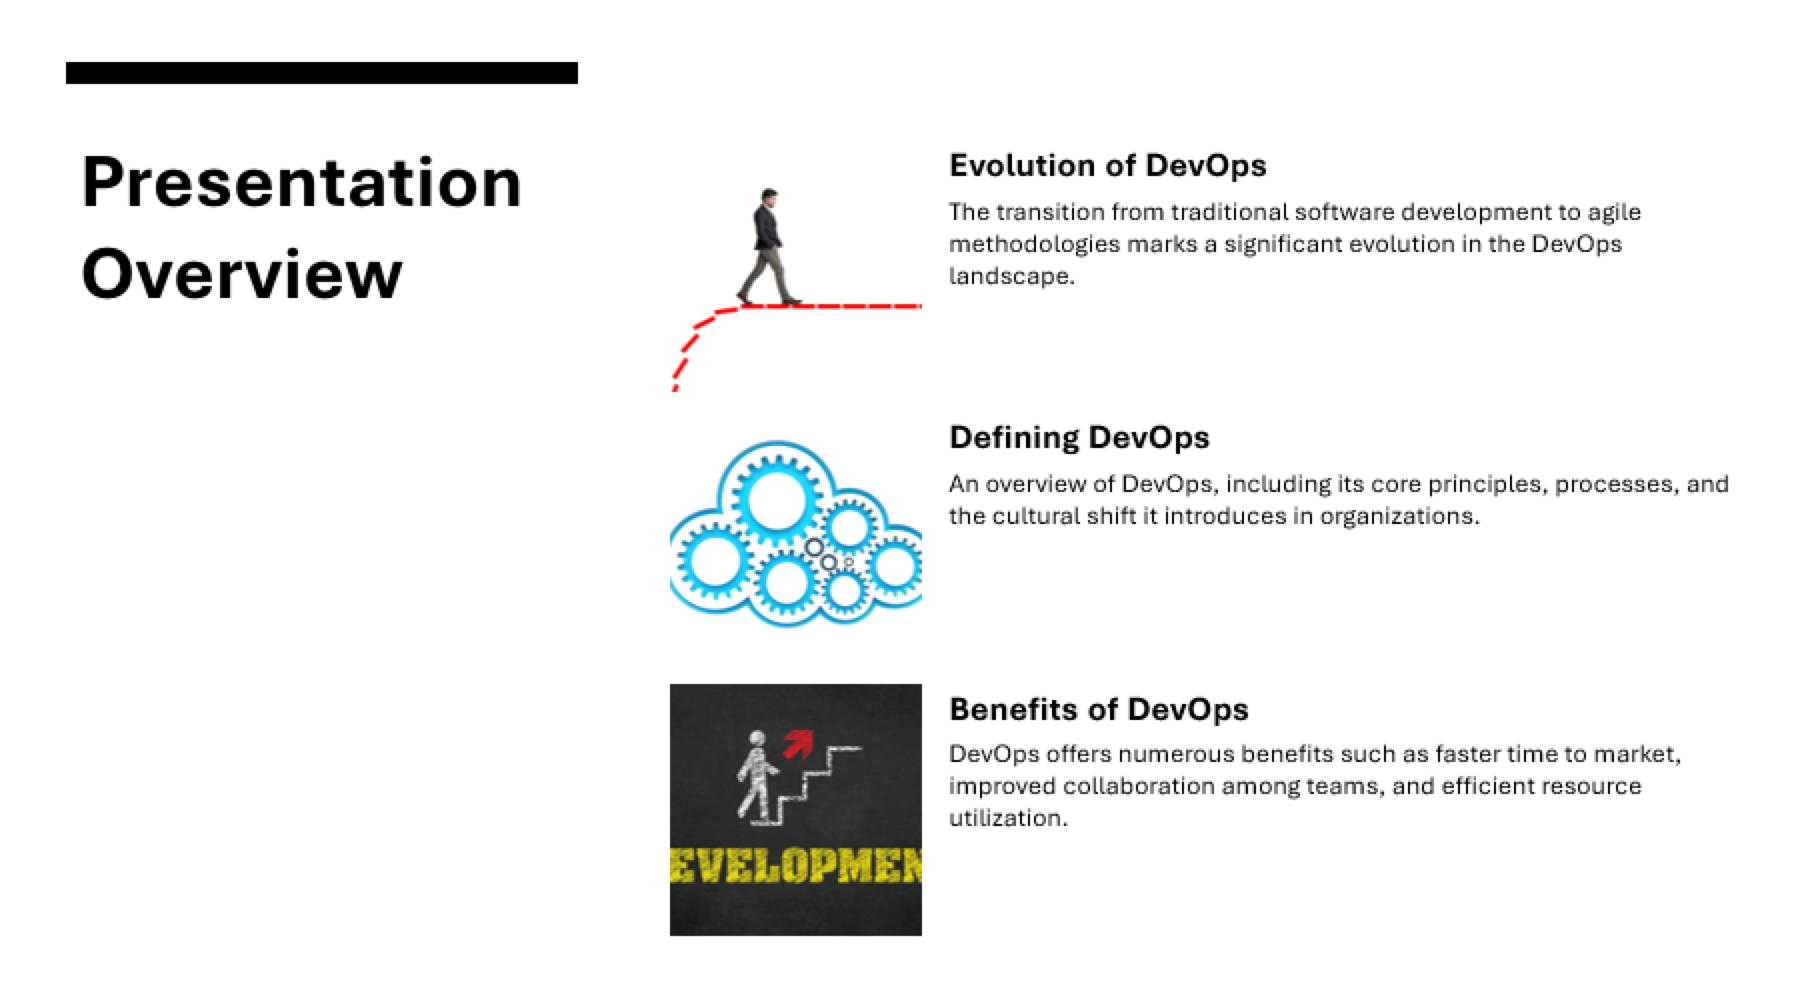 Presentation
Overview
Evolution of DevOps
The transition from traditional software development to agile
methodologies marks a significant evolution in the DevOps
landscape.
Defining DevOps
An overview of DevOps, including its core principles, processes, and
the cultural shift it introduces in organizations.
EVELOPMEN
Benefits of DevOps
DevOps offers numerous benefits such as faster time to market,
improved collaboration among teams, and efficient resource
utilization.